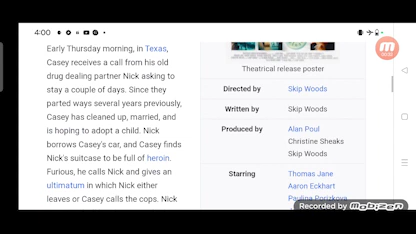 4:00
Early Thursday morning, in Texas,
Casey receives a call from his old
drug dealing partner Nick asking to
stay a couple of days. Since they
parted ways several years previously,
Casey has cleaned up, married, and
is hoping to adopt a child. Nick
borrows Casey's car, and Casey finds
Nick's suitcase to be full of heroin.
Furious, he calls Nick and gives an
ultimatum in which Nick either
leaves or Casey calls the cops. Nick
Theatrical release poster
Directed by Skip Woods
Written by Skip Woods
Produced by Alan Poul
Christine Sheaks
Skip Woods
Starring Thomas Jane
Aaron Eckhart
Paulina Porizkova
Recorded by Mobizen